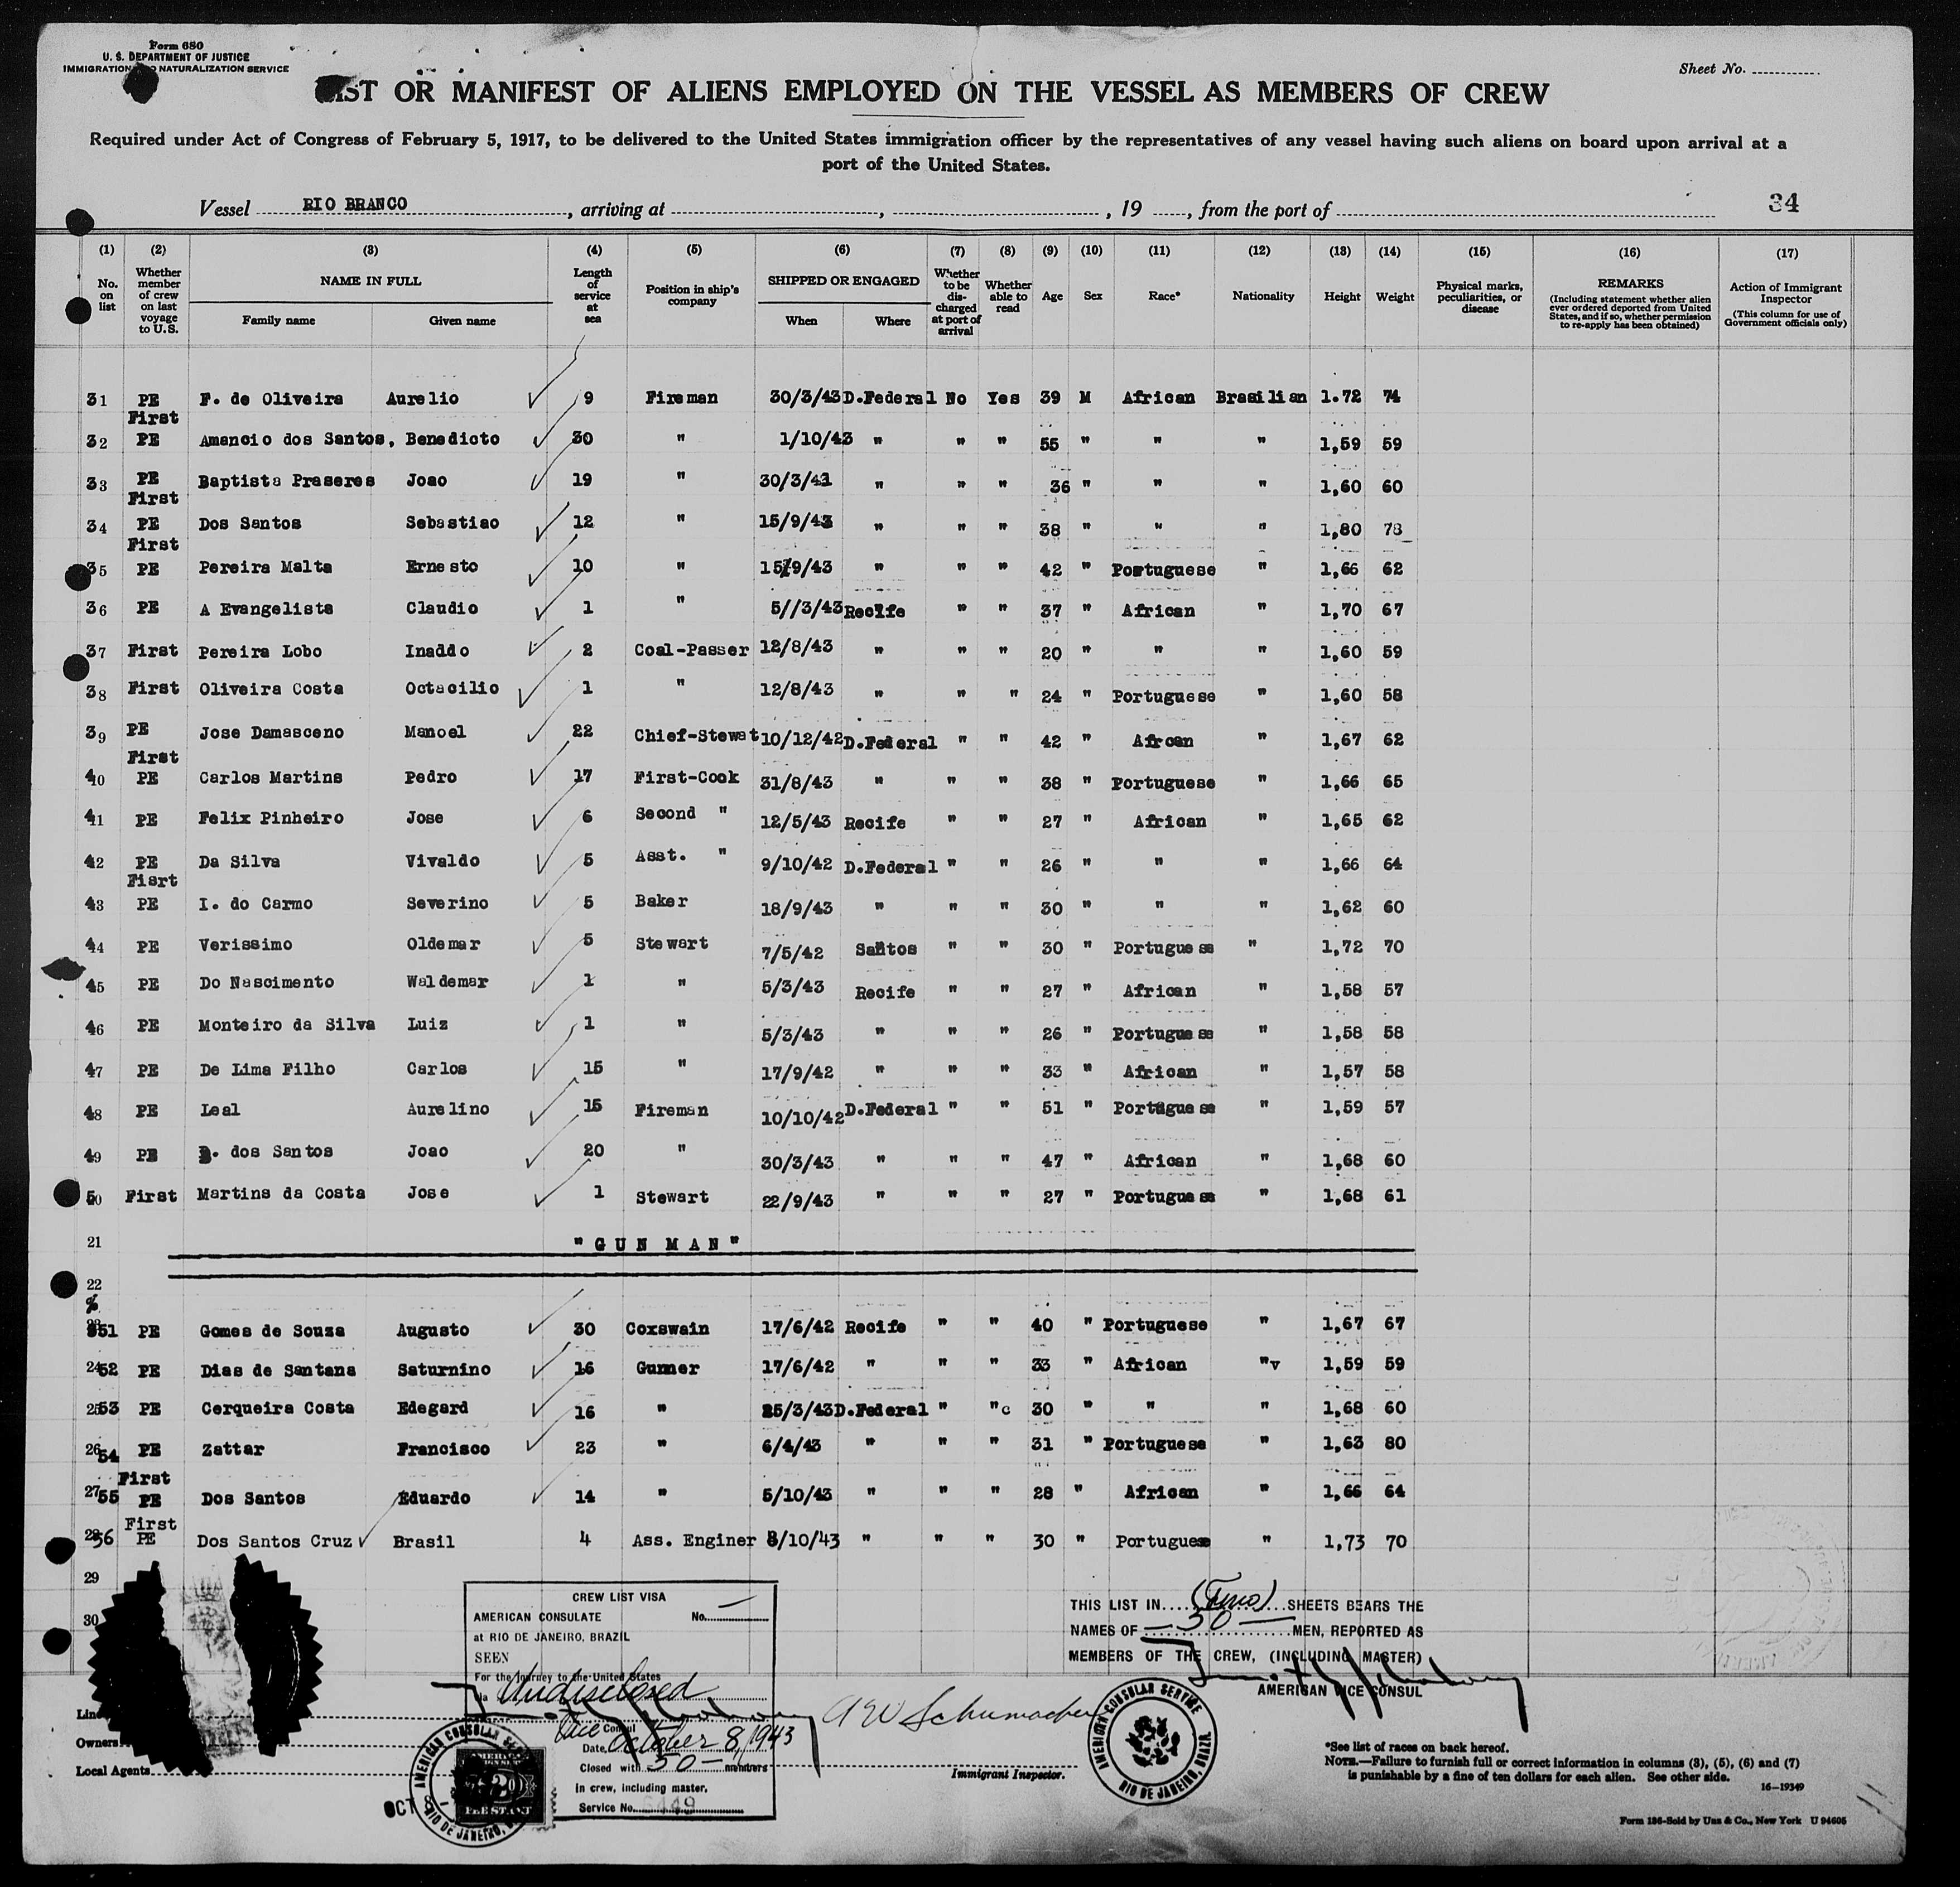 Form 680
U. S. DEPARTMENT OF JUSTICE
IMMIGRATION NATURALIZATION SERVICE
Sheet No.
LIST OR MANIFEST OF ALIENS EMPLOYED ON THE VESSEL AS MEMBERS OF CREW
Required under Act of Congress of February 5, 1917, to be delivered to the United States immigration officer by the representatives of any vessel having such aliens on board upon arrival at a
port of the United States.
Vessel RIO BRANCO, arriving at , , 19 , from the port of 34
(1) (2) (3) (4) (5) (6) (7) (8) (9) (10) (11) (12) (13) (14) (15) (16) (17)
No. on list Whether member of crew on last voyage to U.S. NAME IN FULL Family name Given name Length of service at sea Position in ship's company SHIPPED OR ENGAGED When Where Whether to be discharged at port of arrival Whether able to read Age Sex Race* Nationality Height Weight Physical marks, peculiarities, or disease REMARKS (Including statement whether alien ever ordered deported from United States, and if so, whether permission to re-apply has been obtained) Action of Immigrant Inspector (This column for use of Government officials only)
31 PE F. de Oliveira Aurelio 9 Fireman 30/3/43 D.Federal No Yes 39 M African Brasilian 1.72 74
First
32 PE Amancio dos Santos, Benedicto 30 " 1/10/43 " " " 55 " " " 1,59 59
33 PE Baptista Praseres Joao 19 " 30/3/43 " " " 36 " " " 1,60 60
First
34 PE Dos Santos Sebastiao 12 " 15/9/43 " " " 38 " " " 1,80 78
First
35 PE Pereira Malta Ernesto 10 " 15/9/43 " " " 42 " Portuguese " 1,66 62
36 PE A Evangelista Claudio 1 " 5//3/43 Recife " " 37 " African " 1,70 67
37 First Pereira Lobo Inaldo 2 Coal-Passer 12/8/43 " " " 20 " " " 1,60 59
38 First Oliveira Costa Octacilio 1 " 12/8/43 " " " 24 " Portuguese " 1,60 58
39 PE Jose Damasceno Manoel 22 Chief-Stewat 10/12/42 D.Federal " " 42 " Afrcan " 1,67 62
First
40 PE Carlos Martins Pedro 17 First-Cook 31/8/43 " " " 38 " Portuguese " 1,66 65
41 PE Felix Pinheiro Jose 6 Second " 12/5/43 Recife " " 27 " African " 1,65 62
42 PE Da Silva Vivaldo 5 Asst. " 9/10/42 D.Federal " " 26 " " " 1,66 64
Fisrt
43 PE I. do Carmo Severino 5 Baker 18/9/43 " " " 30 " " " 1,62 60
44 PE Verissimo Oldemar 5 Stewart 7/5/42 Santos " " 30 " Portuguese " 1,72 70
45 PE Do Nascimento Waldemar 1 " 5/3/43 Recife " " 27 " African " 1,58 57
46 PE Monteiro da Silva Luiz 1 " 5/3/43 " " " 26 " Portuguese " 1,58 58
47 PE De Lima Filho Carlos 15 " 17/9/42 " " " 33 " African " 1,57 58
48 PE Leal Aurelino 15 Fireman 10/10/42 D.Federal " " 51 " Portuguese " 1,59 57
49 PE . dos Santos Joao 20 " 30/3/43 " " " 47 " African " 1,68 60
50 First Martins da Costa Jose 1 Stewart 22/9/43 " " " 27 " Portuguese " 1,68 61
21 "GUN MAN"
22
51 PE Gomes de Souza Augusto 30 Coxswain 17/6/42 Recife " " 40 " Portuguese " 1,67 67
24 52 PE Dias de Santana Saturnino 16 Gunner 17/6/42 " " " 33 " African "v 1,59 59
25 53 PE Cerqueira Costa Edegard 16 " 25/3/43 D.Federal " "c 30 " " " 1,68 60
26 54 PE Zattar Francisco 23 " 6/4/43 " " " 31 " Portuguese " 1,63 80
First
27 55 PE Dos Santos Eduardo 14 " 5/10/43 " " " 28 " African " 1,66 64
First
28 56 PE Dos Santos Cruz Brasil 4 Ass. Enginer 8/10/43 " " " 30 " Portuguese " 1,73 70
29
30
CREW LIST VISA
AMERICAN CONSULATE No.
at RIO DE JANEIRO, BRAZIL
SEEN
For the journey to the United States
Undisclosed
Vice Consul
Date October 8, 1943
Closed with 50 members
In crew, including master.
Service No. 6449
THIS LIST IN (Two) SHEETS BEARS THE
NAMES OF 50 MEN, REPORTED AS
MEMBERS OF THE CREW, (INCLUDING MASTER)
AMERICAN VICE CONSUL
Line
Owners
Local Agents
A W Schumacher
Immigrant Inspector.
AMERICAN CONSULAR SERVICE
RIO DE JANEIRO, BRAZIL
OCT 8
AMERICAN CONSULAR
RIO DE JANEIRO,
*See list of races on back hereof.
NOTE.—Failure to furnish full or correct information in columns (3), (5), (6) and (7)
is punishable by a fine of ten dollars for each alien. See other side.
16—19349
Form 136-Sold by Unz & Co., New York U 94605